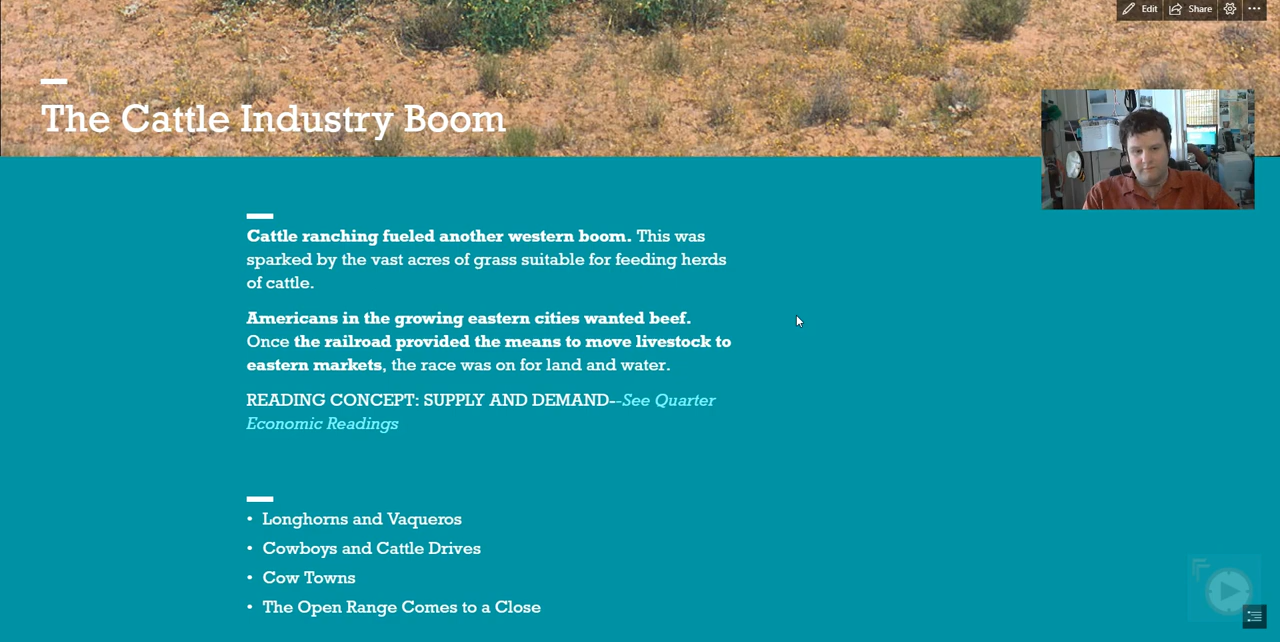 Edit Share
The Cattle Industry Boom
Cattle ranching fueled another western boom. This was
sparked by the vast acres of grass suitable for feeding herds
of cattle.
Americans in the growing eastern cities wanted beef.
Once the railroad provided the means to move livestock to
eastern markets, the race was on for land and water.
READING CONCEPT: SUPPLY AND DEMAND--See Quarter
Economic Readings
• Longhorns and Vaqueros
• Cowboys and Cattle Drives
• Cow Towns
• The Open Range Comes to a Close